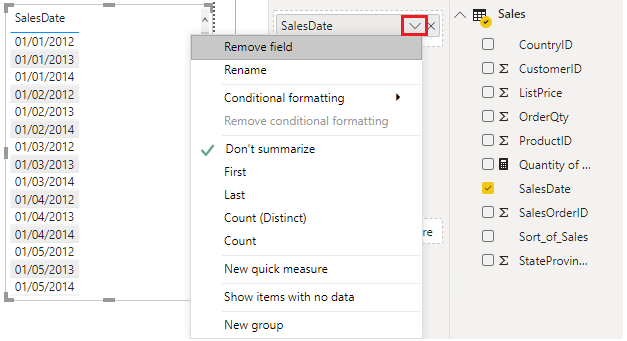 SalesDate
01/01/2012
01/01/2013
01/01/2014
01/02/2012
01/02/2013
01/02/2014
01/03/2012
01/03/2013
01/03/2014
01/04/2012
01/04/2013
01/04/2014
01/05/2012
01/05/2013
01/05/2014
SalesDate
Remove field
Rename
Conditional formatting
Remove conditional formatting
Don't summarize
First
Last
Count (Distinct)
Count
New quick measure
Show items with no data
New group
re
Sales
CountryID
CustomerID
ListPrice
OrderQty
ProductID
Quantity of ...
SalesDate
SalesOrderID
Sort_of_Sales
StateProvin...